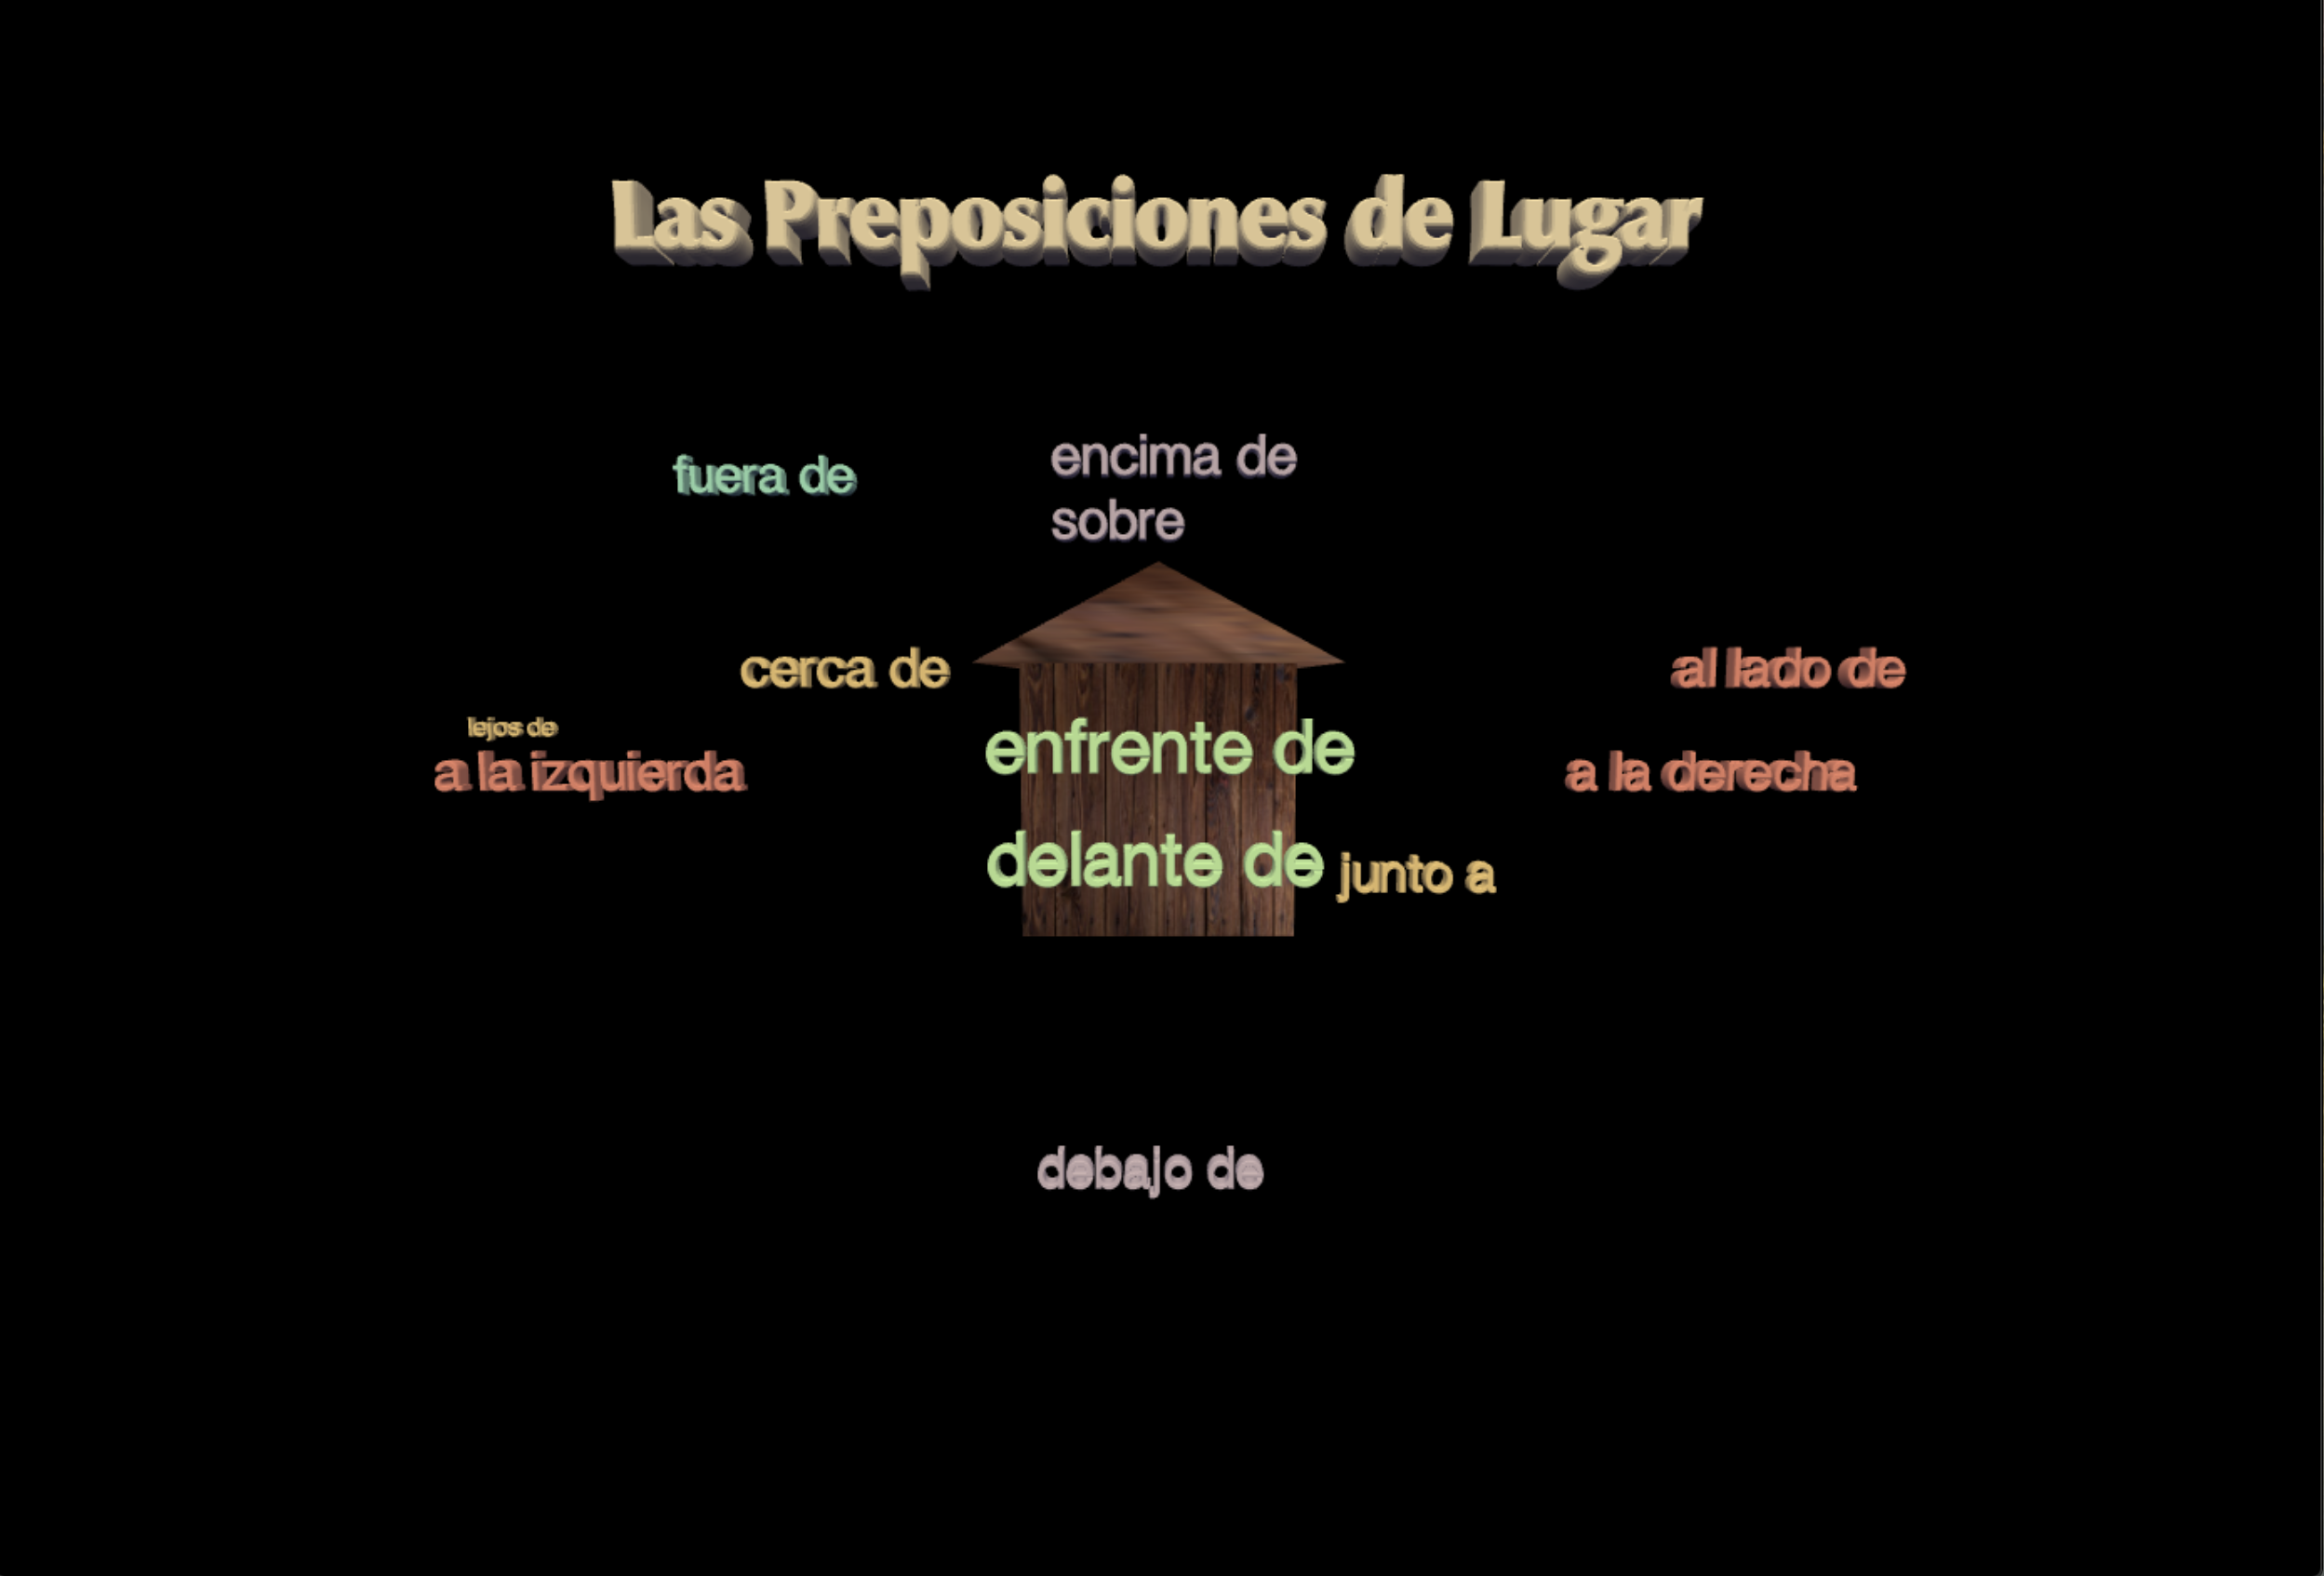 Las Preposiciones de Lugar
fuera de
encima de
sobre
cerca de
al lado de
lejos de
a la izquierda
enfrente de
a la derecha
delante de
junto a
debajo de